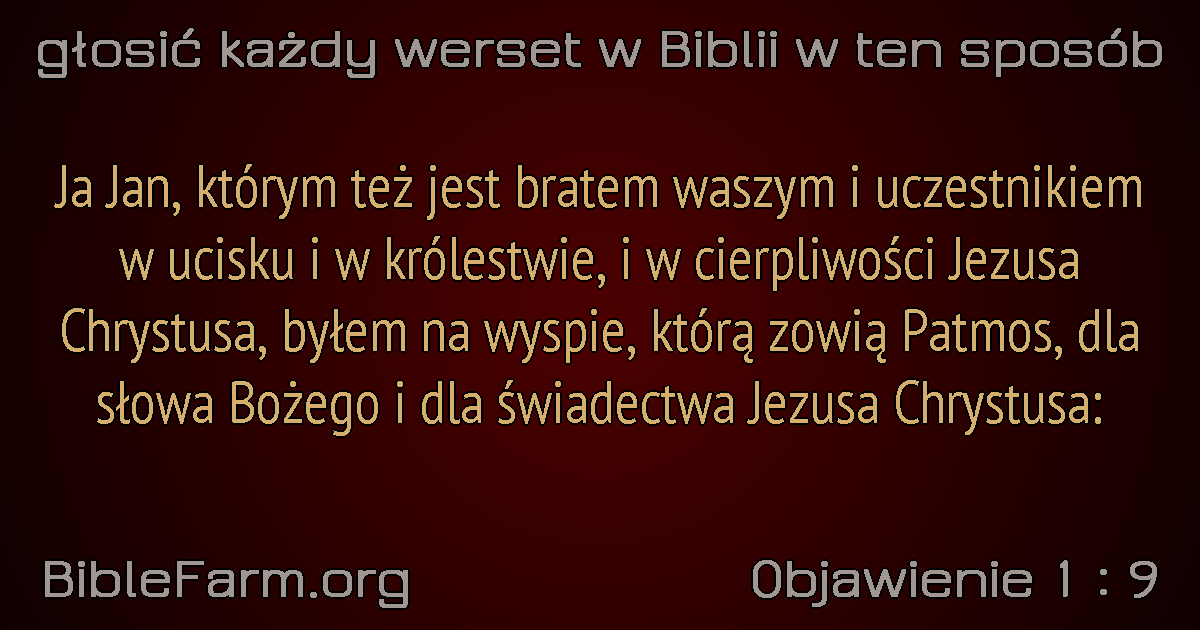 głosić każdy werset w Biblii w ten sposób
Ja Jan, którym też jest bratem waszym i uczestnikiem
w ucisku i w królestwie, i w cierpliwości Jezusa
Chrystusa, byłem na wyspie, którą zowią Patmos, dla
słowa Bożego i dla świadectwa Jezusa Chrystusa:
BibleFarm.org
Objawienie 1 : 9